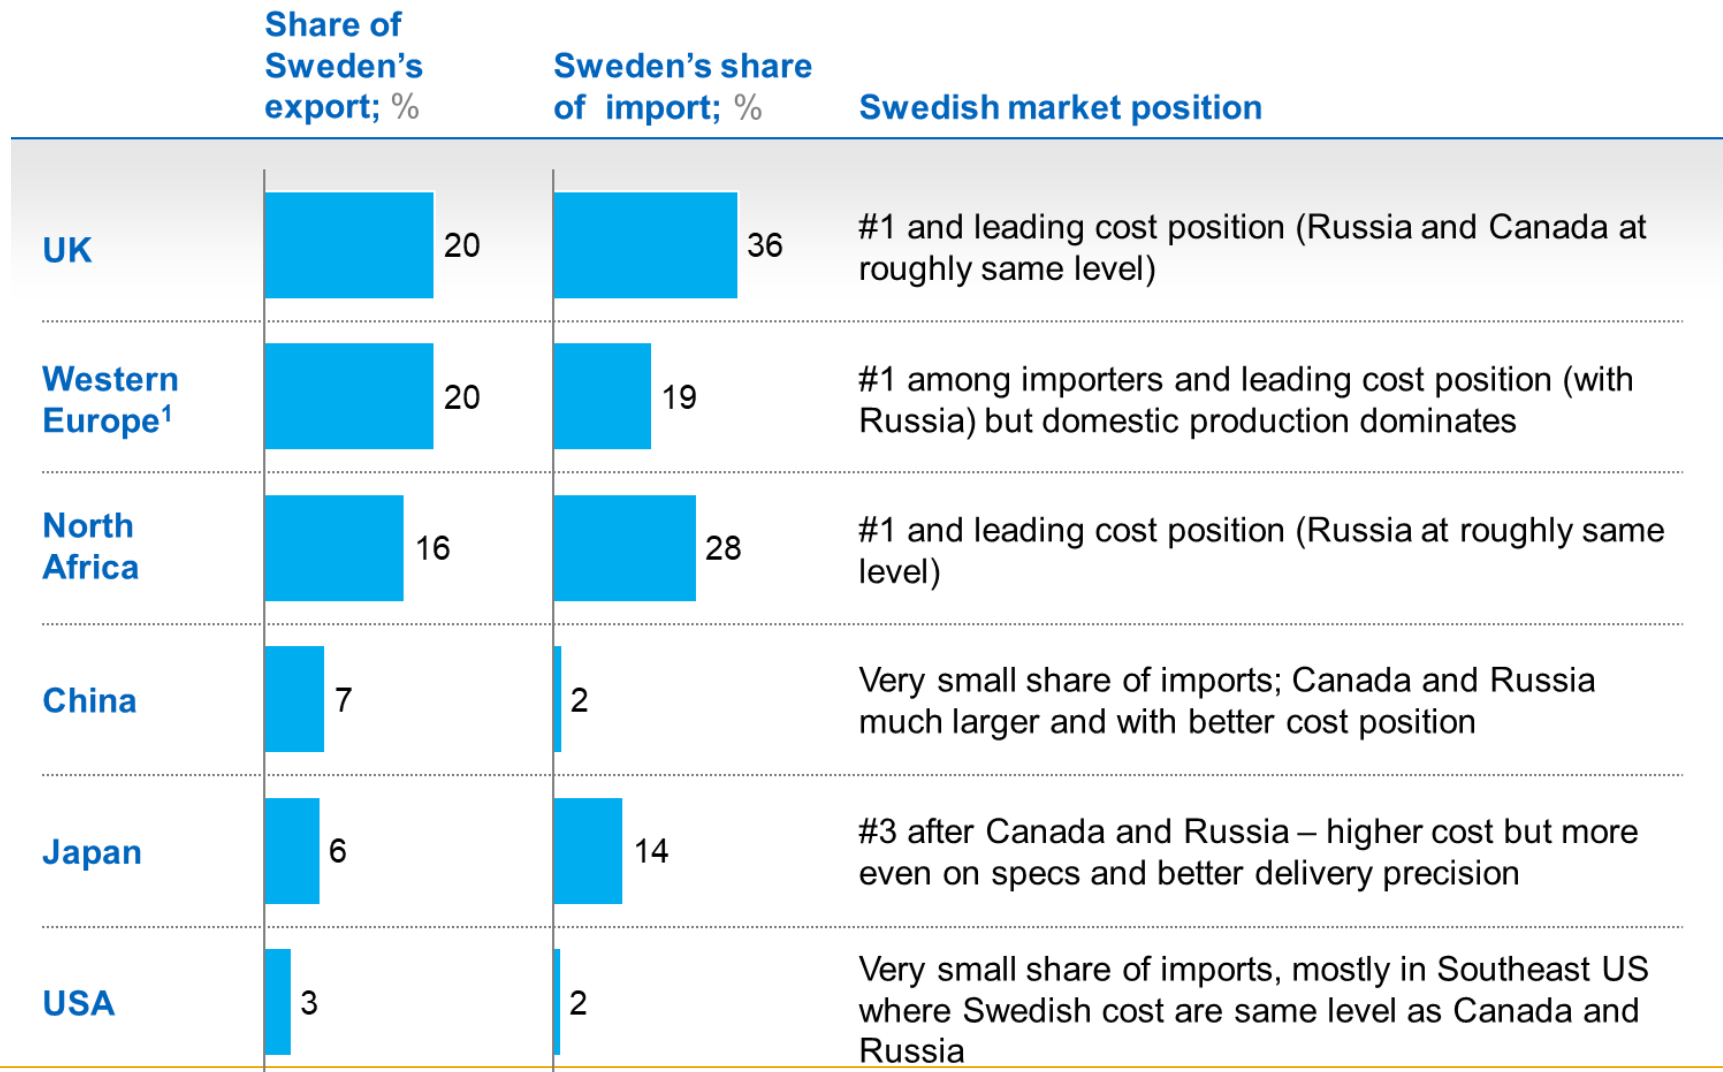 Share of
Sweden's
export; %
Sweden's share
of import; %
Swedish market position
UK
20
36
#1 and leading cost position (Russia and Canada at
roughly same level)
Western
Europe¹
20
19
#1 among importers and leading cost position (with
Russia) but domestic production dominates
North
Africa
16
28
#1 and leading cost position (Russia at roughly same
level)
China
7
2
Very small share of imports; Canada and Russia
much larger and with better cost position
Japan
6
14
#3 after Canada and Russia – higher cost but more
even on specs and better delivery precision
USA
3
2
Very small share of imports, mostly in Southeast US
where Swedish cost are same level as Canada and
Russia